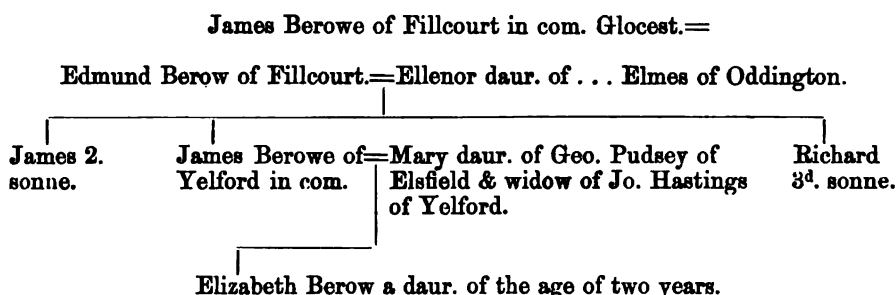 James Berowe of Fillcourt in com. Glocest.=
Edmund Berow of Fillcourt.=Ellenor daur. of . . . Elmes of Oddington.
James 2.
sonne.
James Berowe of=Mary daur. of Geo. Pudsey of
Yelford in com.
Elsfield & widow of Jo. Hastings
of Yelford.
Richard
3d. sonne.
Elizabeth Berow a daur. of the age of two years.